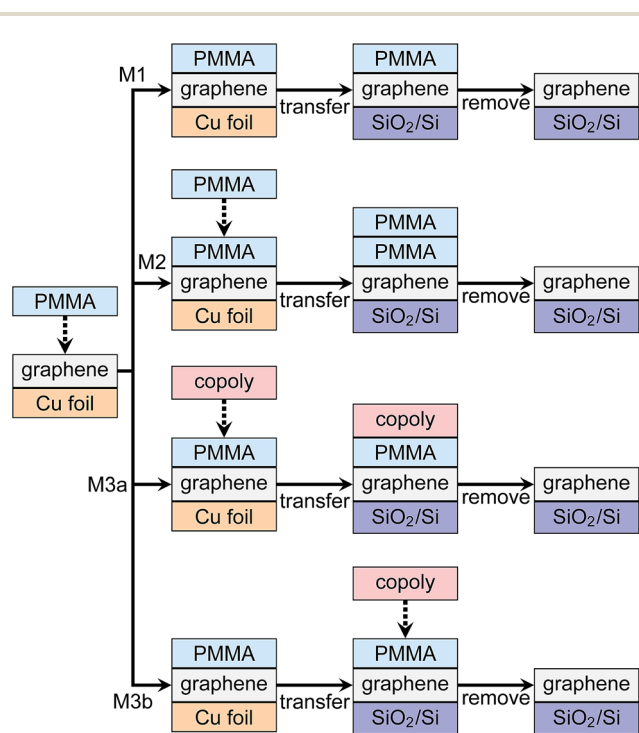 M1
PMMA
graphene
Cu foil
transfer
PMMA
graphene
SiO₂/Si
remove
graphene
SiO₂/Si
PMMA
M2
PMMA
graphene
Cu foil
transfer
PMMA
PMMA
graphene
SiO₂/Si
remove
graphene
SiO₂/Si
PMMA
graphene
Cu foil
copoly
M3a
PMMA
graphene
Cu foil
transfer
copoly
PMMA
graphene
SiO₂/Si
remove
graphene
SiO₂/Si
copoly
M3b
PMMA
graphene
Cu foil
transfer
PMMA
graphene
SiO₂/Si
remove
graphene
SiO₂/Si